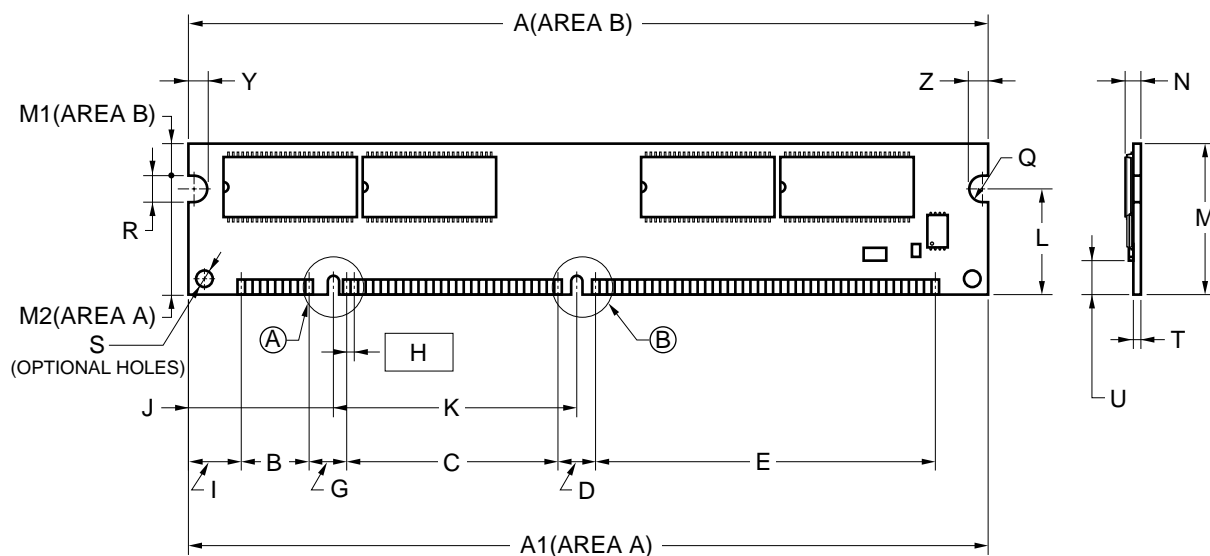 A(AREA B)
Y
Z
N
M1(AREA B)
Q
R
L
M
M2(AREA A)
S
(OPTIONAL HOLES)
A
H
B
T
U
J
K
I
B
G
C
D
E
A1(AREA A)